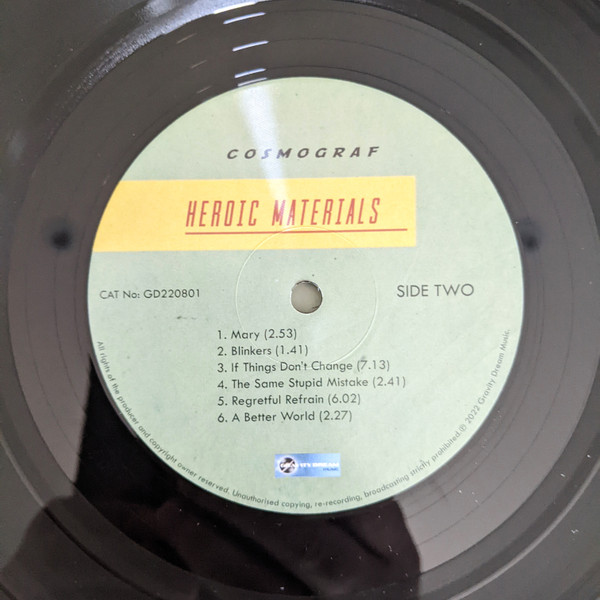 COSMOGRAF
HEROIC MATERIALS
CAT No: GD220801
SIDE TWO
1. Mary (2.53)
2. Blinkers (1.41)
3. If Things Don't Change (7.13)
4. The Same Stupid Mistake (2.41)
5. Regretful Refrain (6.02)
6. A Better World (2.27)
All rights of the producer and copyright owner reserved. Unauthorised copying, re-recording, broadcasting strictly prohibited.℗ 2022 Gravity Dream Music.